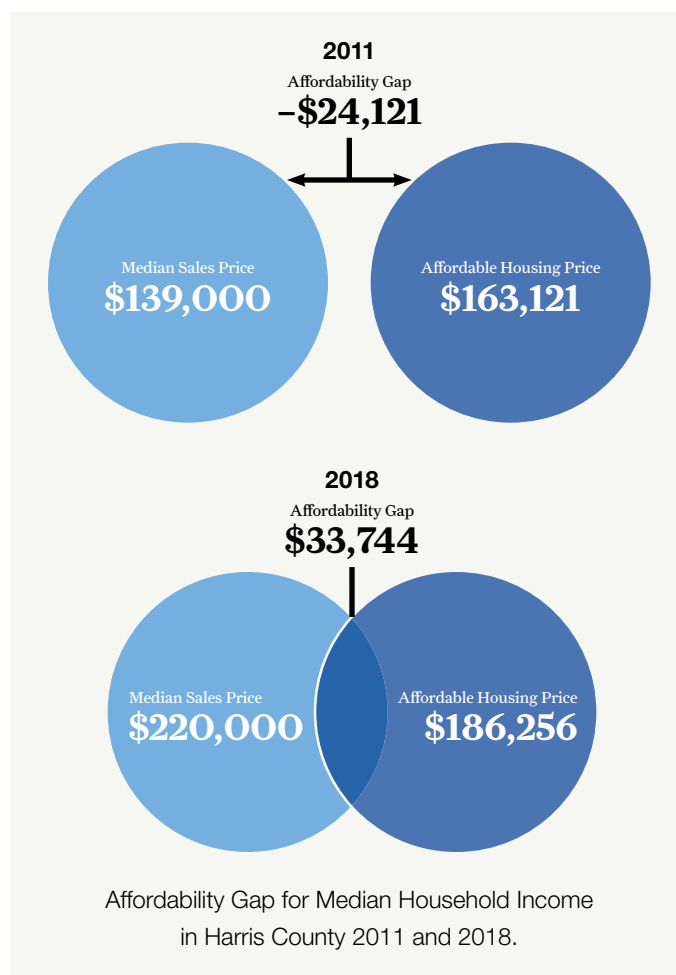 2011
Affordability Gap
–$24,121
Median Sales Price
$139,000
Affordable Housing Price
$163,121
2018
Affordability Gap
$33,744
Median Sales Price
$220,000
Affordable Housing Price
$186,256
Affordability Gap for Median Household Income
in Harris County 2011 and 2018.